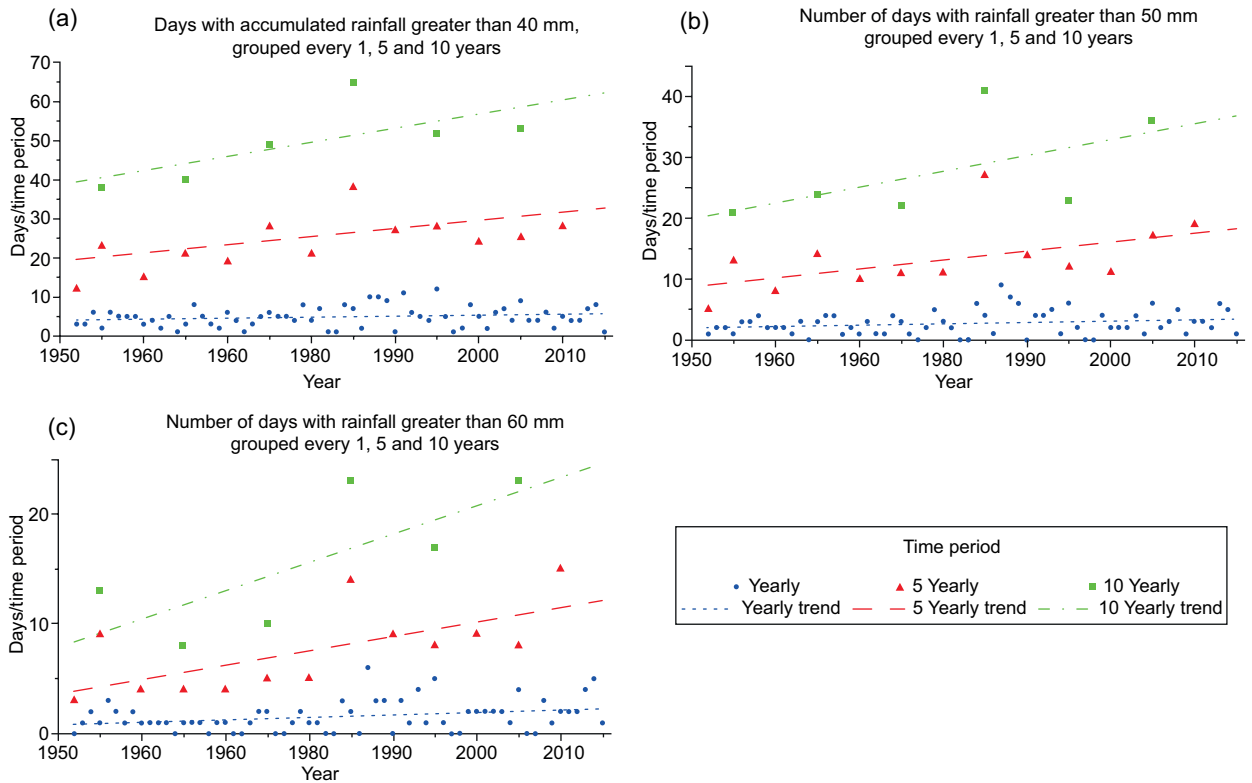 (a)
Days with accumulated rainfall greater than 40 mm,
grouped every 1, 5 and 10 years
70
60
50
40
30
20
10
0
Days/time period
1950
1960
1960
1980
1990
2000
2010
Year
(b)
Number of days with rainfall greater than 50 mm
grouped every 1, 5 and 10 years
40
30
20
10
0
Days/time period
1950
1960
1970
1980
1990
2000
2010
Year
(c)
Number of days with rainfall greater than 60 mm
grouped every 1, 5 and 10 years
20
10
0
Days/time period
1950
1960
1960
1980
1990
2000
2010
Year
Time period
Yearly 5 Yearly 10 Yearly
Yearly trend 5 Yearly trend 10 Yearly trend